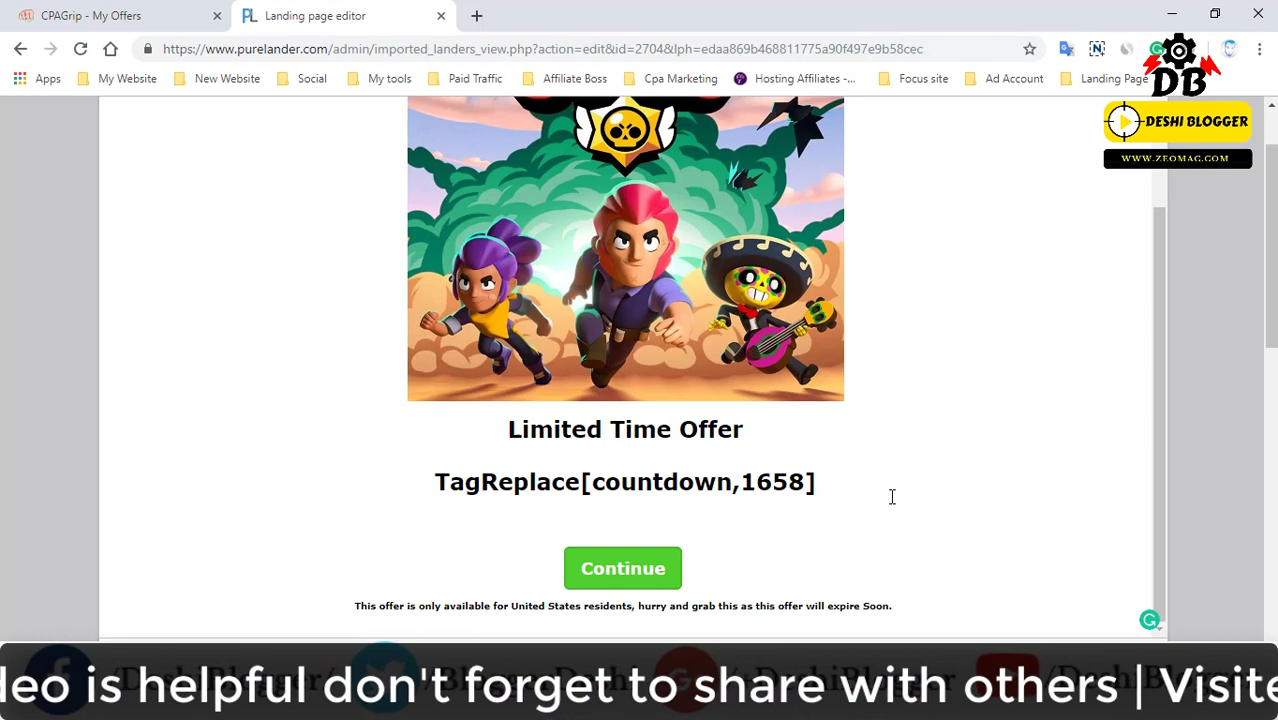 CPAGrip - My Offers
Landing page editor
https://www.purelander.com/admin/imported_landers_view.php?action=edit&id=2704&lph=edaa869b468811775a90f497e9b58cec
Apps My Website New Website Social My tools Paid Traffic Affiliate Boss Cpa Marketing Hosting Affiliates -... Focus site Ad Account Landing Page
DB
DESHI BLOGGER
WWW.ZEOMAG.COM
Limited Time Offer
TagReplace[countdown,1658]
Continue
This offer is only available for United States residents, hurry and grab this as this offer will expire Soon.
deo is helpful don't forget to share with others | Visite